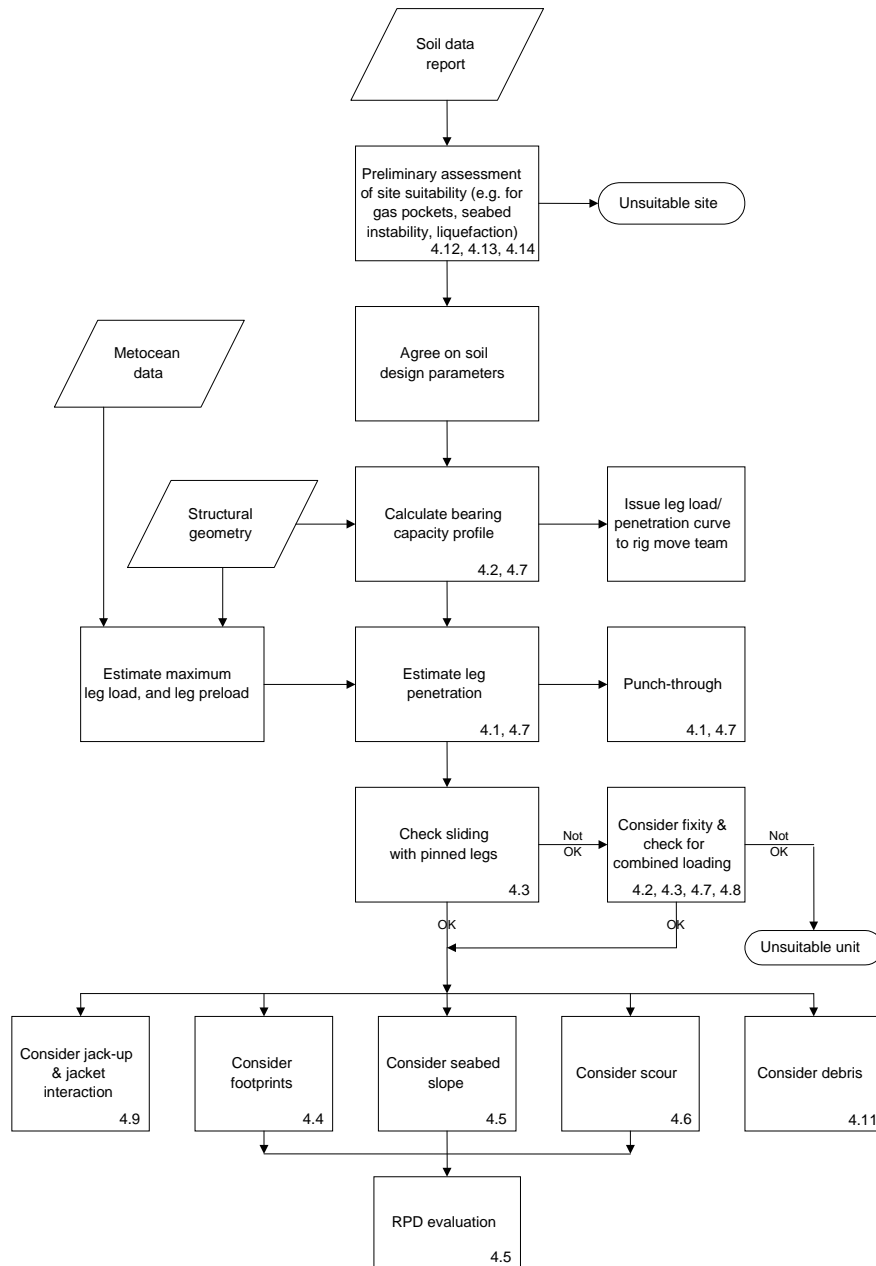 Soil data
report
Preliminary assessment
of site suitability (e.g. for
gas pockets, seabed
instability, liquefaction)
4.12, 4.13, 4.14
Unsuitable site
Metocean
data
Agree on soil
design parameters
Structural
geometry
Calculate bearing
capacity profile
4.2, 4.7
Issue leg load/
penetration curve
to rig move team
Estimate maximum
leg load, and leg preload
Estimate leg
penetration
4.1, 4.7
Punch-through
4.1, 4.7
Check sliding
with pinned legs
4.3
Not
OK
Consider fixity &
check for
combined loading
4.2, 4.3, 4.7, 4.8
Not
OK
OK
OK
Unsuitable unit
Consider jack-up
& jacket
interaction
4.9
Consider
footprints
4.4
Consider seabed
slope
4.5
Consider scour
4.6
Consider debris
4.11
RPD evaluation
4.5